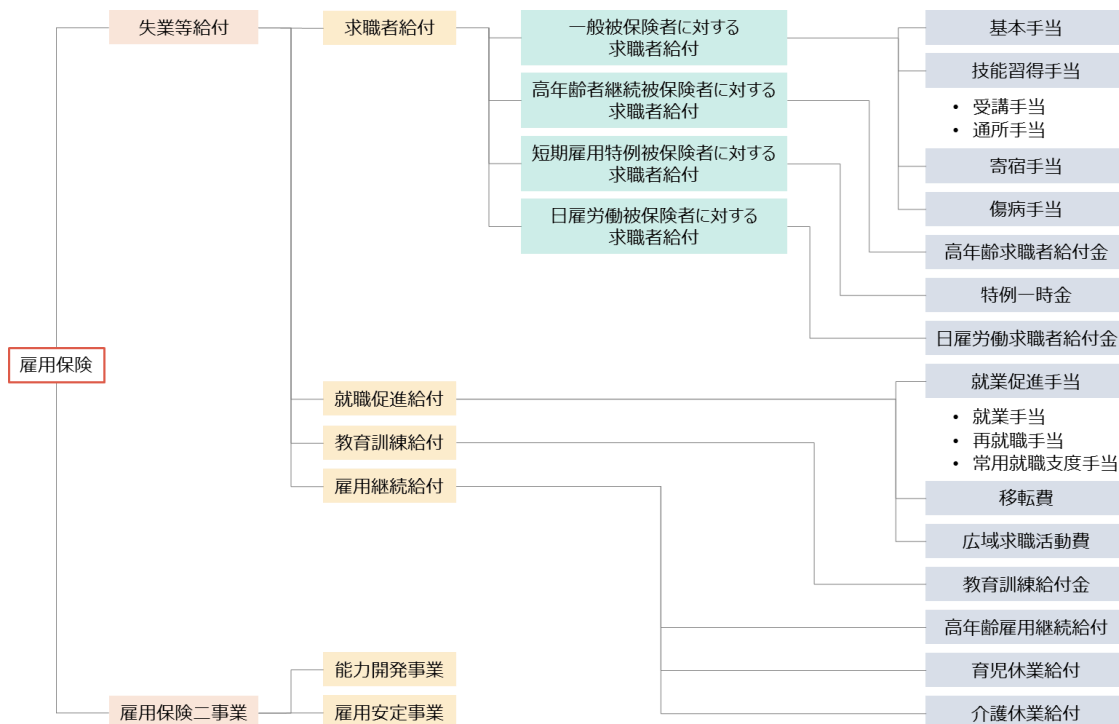 雇用保険
失業等給付
求職者給付
一般被保険者に対する
求職者給付
基本手当
技能習得手当
• 受講手当
• 通所手当
寄宿手当
傷病手当
高年齢者継続被保険者に対する
求職者給付
高年齢求職者給付金
短期雇用特例被保険者に対する
求職者給付
特例一時金
日雇労働被保険者に対する
求職者給付
日雇労働求職者給付金
就職促進給付
就業促進手当
• 就業手当
• 再就職手当
• 常用就職支度手当
移転費
広域求職活動費
教育訓練給付
教育訓練給付金
雇用継続給付
高年齢雇用継続給付
育児休業給付
介護休業給付
雇用保険二事業
能力開発事業
雇用安定事業